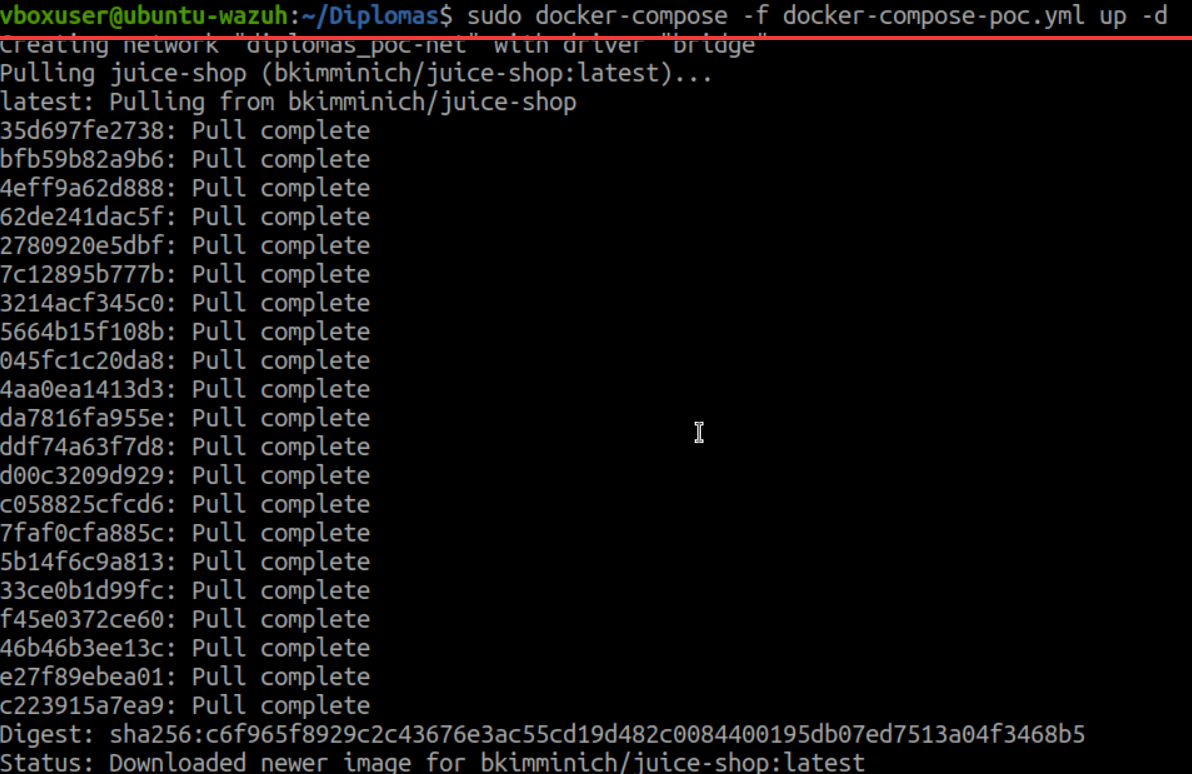 vboxuser@ubuntu-wazuh:~/Diplomas$ sudo docker-compose -f docker-compose-poc.yml up -d
Creating network "diplomas_poc-net" with driver "bridge"
Pulling juice-shop (bkimminich/juice-shop:latest)...
latest: Pulling from bkimminich/juice-shop
35d697fe2738: Pull complete
bfb59b82a9b6: Pull complete
4eff9a62d888: Pull complete
62de241dac5f: Pull complete
2780920e5dbf: Pull complete
7c12895b777b: Pull complete
3214acf345c0: Pull complete
5664b15f108b: Pull complete
045fc1c20da8: Pull complete
4aa0ea1413d3: Pull complete
da7816fa955e: Pull complete
ddf74a63f7d8: Pull complete
d00c3209d929: Pull complete
c058825cfcd6: Pull complete
7faf0cfa885c: Pull complete
5b14f6c9a813: Pull complete
33ce0b1d99fc: Pull complete
f45e0372ce60: Pull complete
46b46b3ee13c: Pull complete
e27f89ebea01: Pull complete
c223915a7ea9: Pull complete
Digest: sha256:c6f965f8929c2c43676e3ac55cd19d482c0084400195db07ed7513a04f3468b5
Status: Downloaded newer image for bkimminich/juice-shop:latest